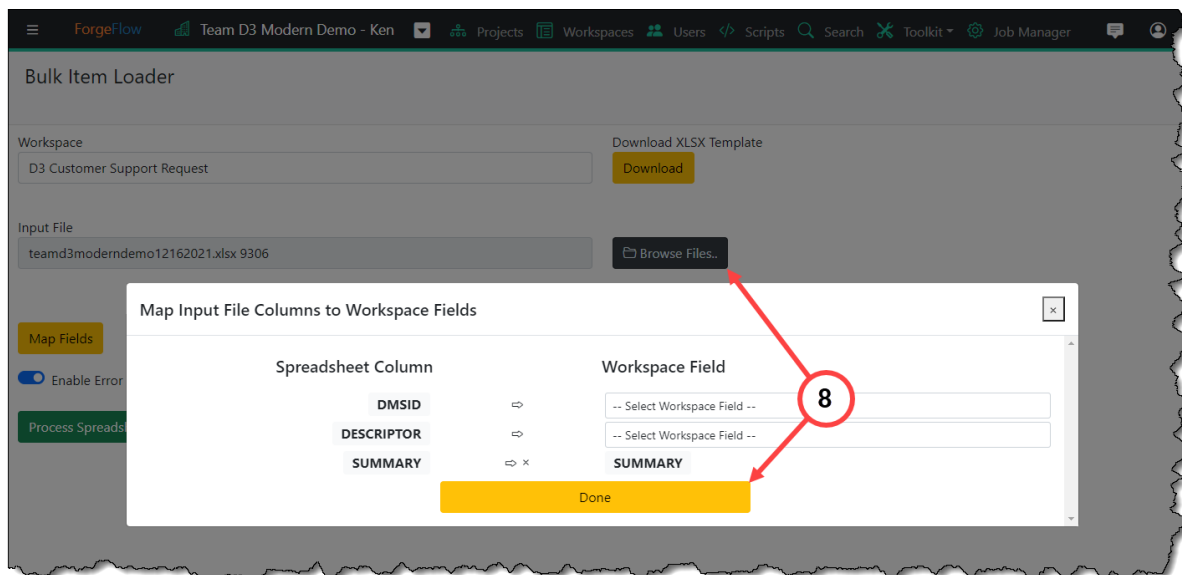 ForgeFlow Team D3 Modern Demo - Ken Projects Workspaces Users Scripts Search Toolkit Job Manager
Bulk Item Loader
Workspace
D3 Customer Support Request
Download XLSX Template
Download
Input File
teamd3moderndemo12162021.xlsx 9306
Browse Files..
Map Input File Columns to Workspace Fields
×
Map Fields
Enable Error
Process Spreads
Spreadsheet Column Workspace Field
DMSID ⇨ -- Select Workspace Field --
DESCRIPTOR ⇨ -- Select Workspace Field --
SUMMARY ⇨ × SUMMARY
Done
8